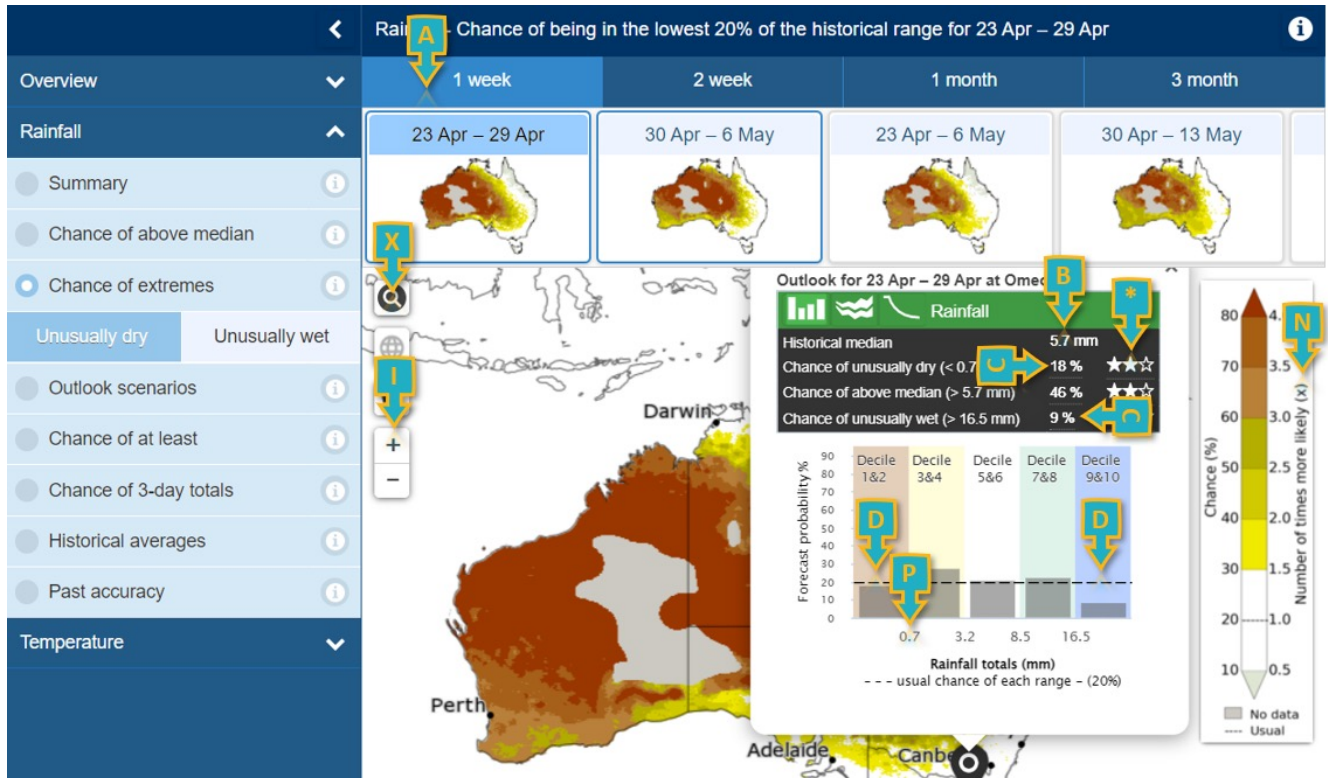 Chance of being in the lowest 20% of the historical range for 23 Apr – 29 Apr
A
Overview
1 week
2 week
1 month
3 month
Rainfall
23 Apr – 29 Apr
30 Apr – 6 May
23 Apr – 6 May
30 Apr – 13 May
Summary
Chance of above median
X
Chance of extremes
Unusually dry
Unusually wet
Outlook scenarios
Chance of at least
Chance of 3-day totals
Historical averages
Past accuracy
Temperature
I
+
−
Darwin
Perth
Adelaide
Outlook for 23 Apr – 29 Apr at
B
*
Rainfall
Historical median 5.7 mm
Chance of unusually dry (< 18 % ★★☆
C
Chance of above median (> 5.7 mm) 46 %
Chance of unusually wet (> 16.5 mm) 9 %
C
Forecast probability%
90
80
70
60
50
40
30
20
10
0
Decile 1&2
Decile 3&4
Decile 5&6
Decile 7&8
Decile 9&10
D
D
P
0.7 3.2 8.5 16.5
Rainfall totals (mm)
- - - usual chance of each range - (20%)
N
Chance (%)
80
70
60
50
40
30
20
10
3.5
3.0
2.5
2.0
1.5
1.0
0.5
Number of times more likely (x)
No data
---- Usual